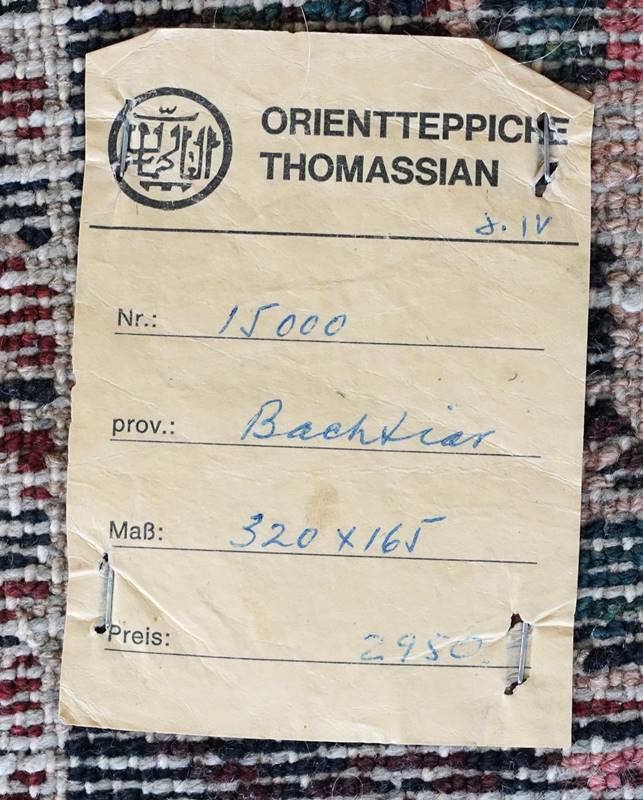 ORIENTTEPPICHE
THOMASSIAN
Nr.: 15000
prov.: Bachtiar
Maß: 320 x 165
Preis: 2950.